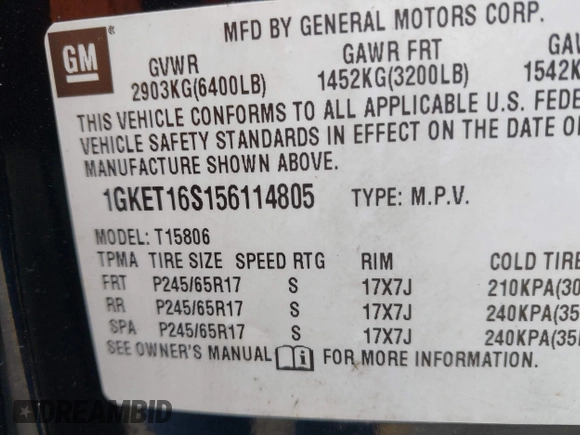 MFD BY GENERAL MOTORS CORP.
GM
GVWR GAWR FRT
2903KG(6400LB) 1452KG(3200LB) 1542K
THIS VEHICLE CONFORMS TO ALL APPLICABLE U.S. FEDE
VEHICLE SAFETY STANDARDS IN EFFECT ON THE DATE O
MANUFACTURE SHOWN ABOVE.
1GKET16S156114805 TYPE: M.P.V.
MODEL: T15806
TPMA TIRE SIZE SPEED RTG RIM COLD TIRE
FRT P245/65R17 S 17X7J 210KPA(30
RR P245/65R17 S 17X7J 240KPA(35
SPA P245/65R17 S 17X7J 240KPA(35
SEE OWNER'S MANUAL i FOR MORE INFORMATION.
DREAMBID